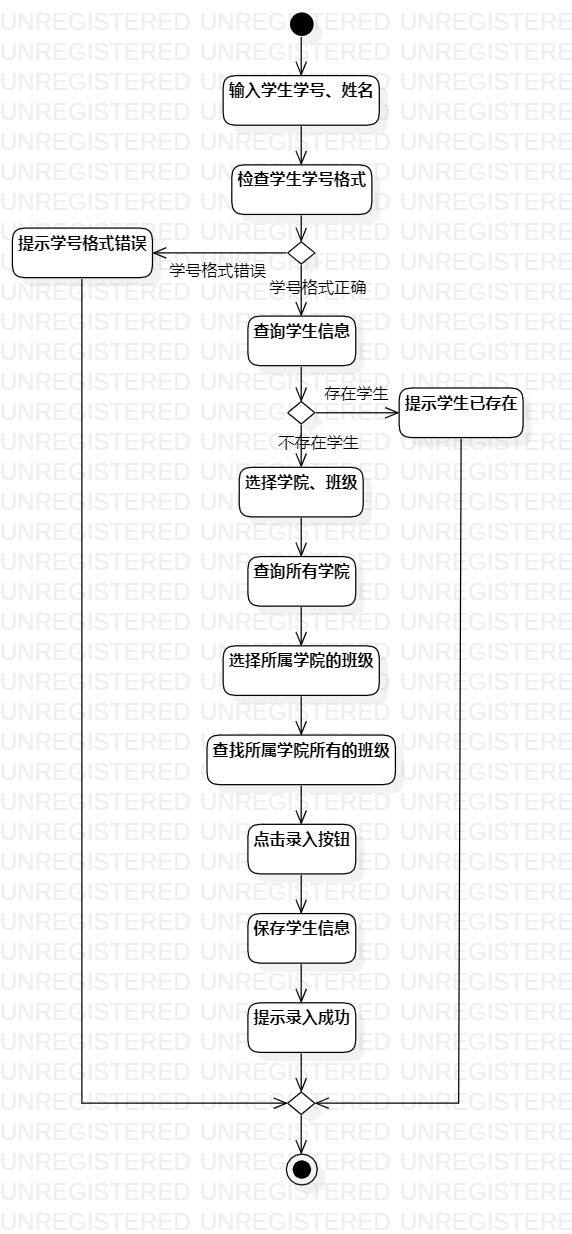 输入学生学号、姓名
检查学生学号格式
提示学号格式错误
学号格式错误
学号格式正确
查询学生信息
存在学生
提示学生已存在
不存在学生
选择学院、班级
查询所有学院
选择所属学院的班级
查找所属学院所有的班级
点击录入按钮
保存学生信息
提示录入成功